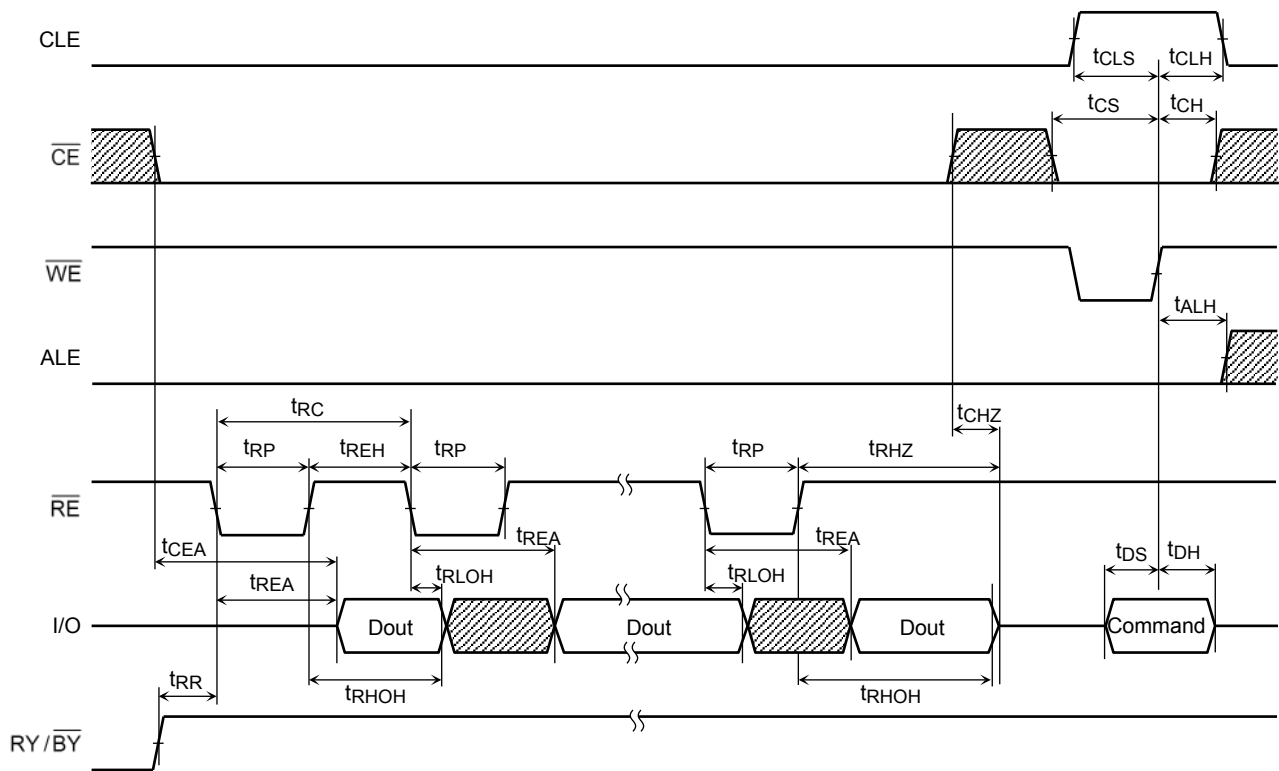 CLE
tCLS tCLH
tCS tCH
CE
WE
tALH
ALE
tRC
tCHZ
tRP tREH tRP tRP tRHZ
RE
tCEA tREA tREA
tREA tRLOH tRLOH tDS tDH
I/O Dout Dout Dout Command
tRR tRHOH tRHOH
RY/BY